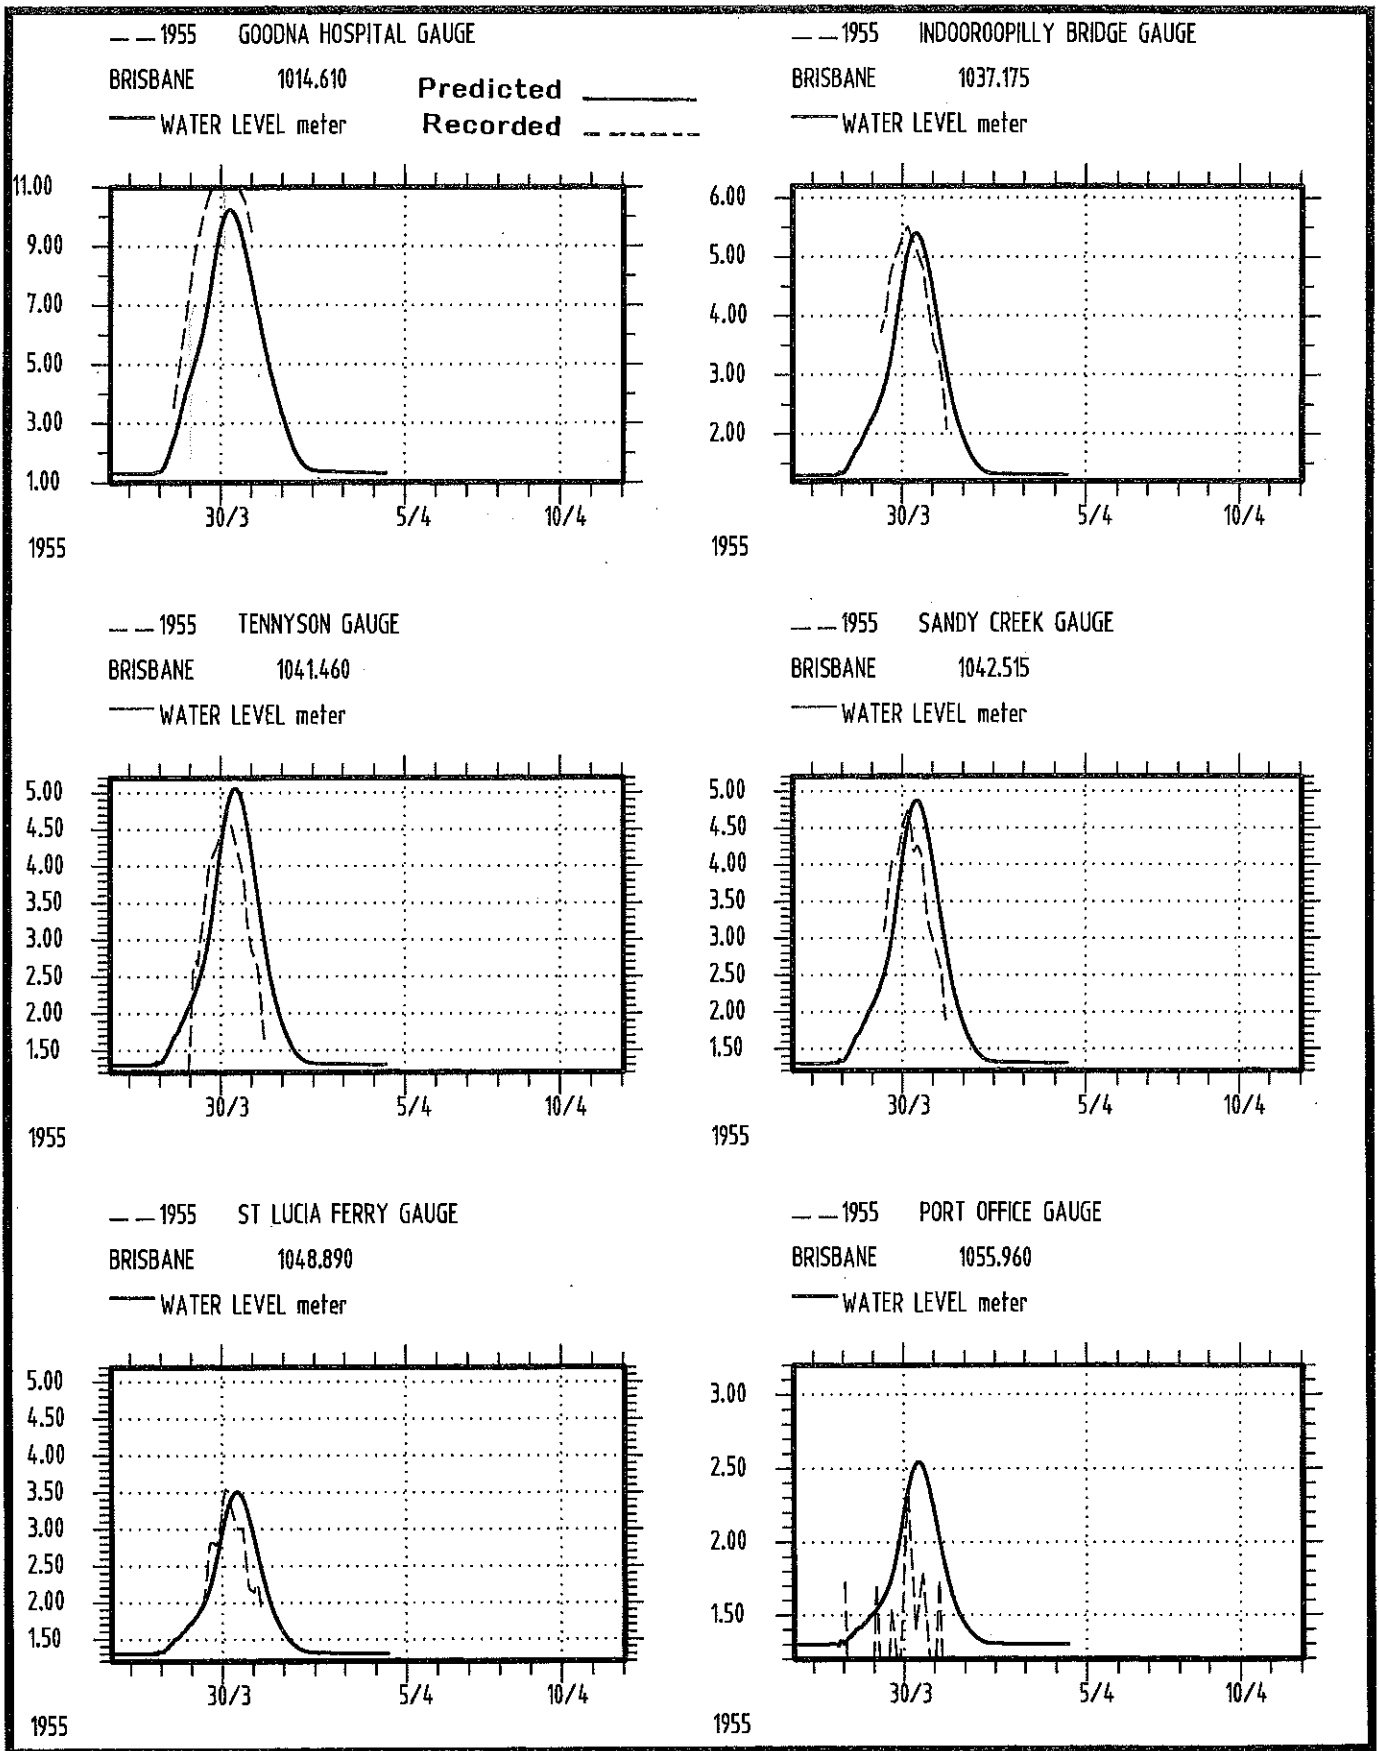 — — 1955 GOODNA HOSPITAL GAUGE
BRISBANE 1014.610
—— WATER LEVEL meter
Predicted ————
Recorded - - - - - - -
11.00
9.00
7.00
5.00
3.00
1.00
30/3 5/4 10/4
1955
— — 1955 INDOOROOPILLY BRIDGE GAUGE
BRISBANE 1037.175
—— WATER LEVEL meter
6.00
5.00
4.00
3.00
2.00
30/3 5/4 10/4
1955
— — 1955 TENNYSON GAUGE
BRISBANE 1041.460
—— WATER LEVEL meter
5.00
4.50
4.00
3.50
3.00
2.50
2.00
1.50
30/3 5/4 10/4
1955
— — 1955 SANDY CREEK GAUGE
BRISBANE 1042.515
—— WATER LEVEL meter
5.00
4.50
4.00
3.50
3.00
2.50
2.00
1.50
30/3 5/4 10/4
1955
— — 1955 ST LUCIA FERRY GAUGE
BRISBANE 1048.890
—— WATER LEVEL meter
5.00
4.50
4.00
3.50
3.00
2.50
2.00
1.50
30/3 5/4 10/4
1955
— — 1955 PORT OFFICE GAUGE
BRISBANE 1055.960
—— WATER LEVEL meter
3.00
2.50
2.00
1.50
30/3 5/4 10/4
1955